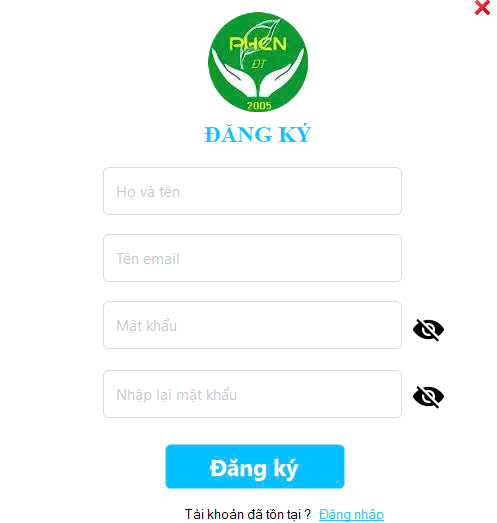 PHCN
ĐT
2005
ĐĂNG KÝ
Họ và tên
Tên email
Mật khẩu
Nhập lại mật khẩu
Đăng ký
Tài khoản đã tồn tại ? Đăng nhập